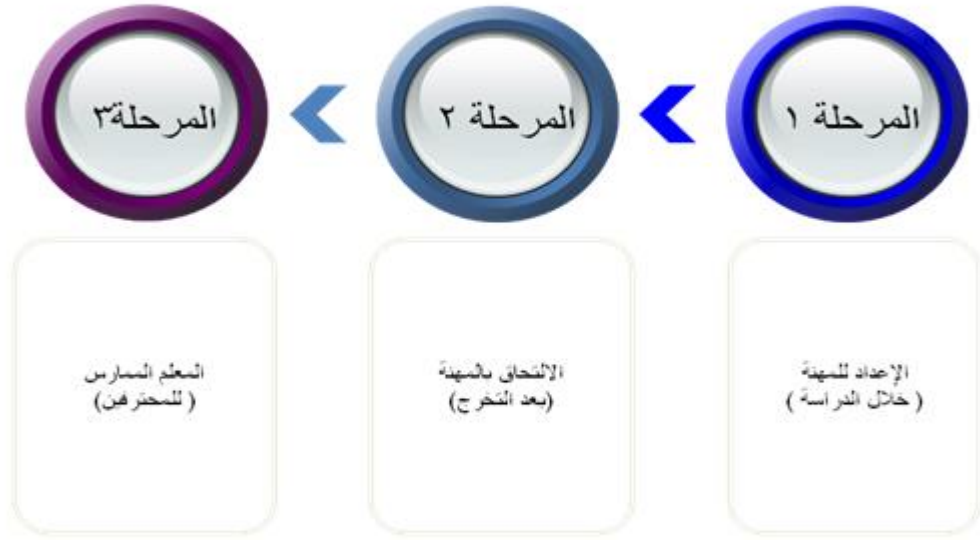 المرحلة ١
المرحلة ٢
المرحلة٣
الإعداد للمهنة
( خلال الدراسة )
الالتحاق بالمهنة
(بعد التخرج)
المعلم الممارس
( للمحترفين)